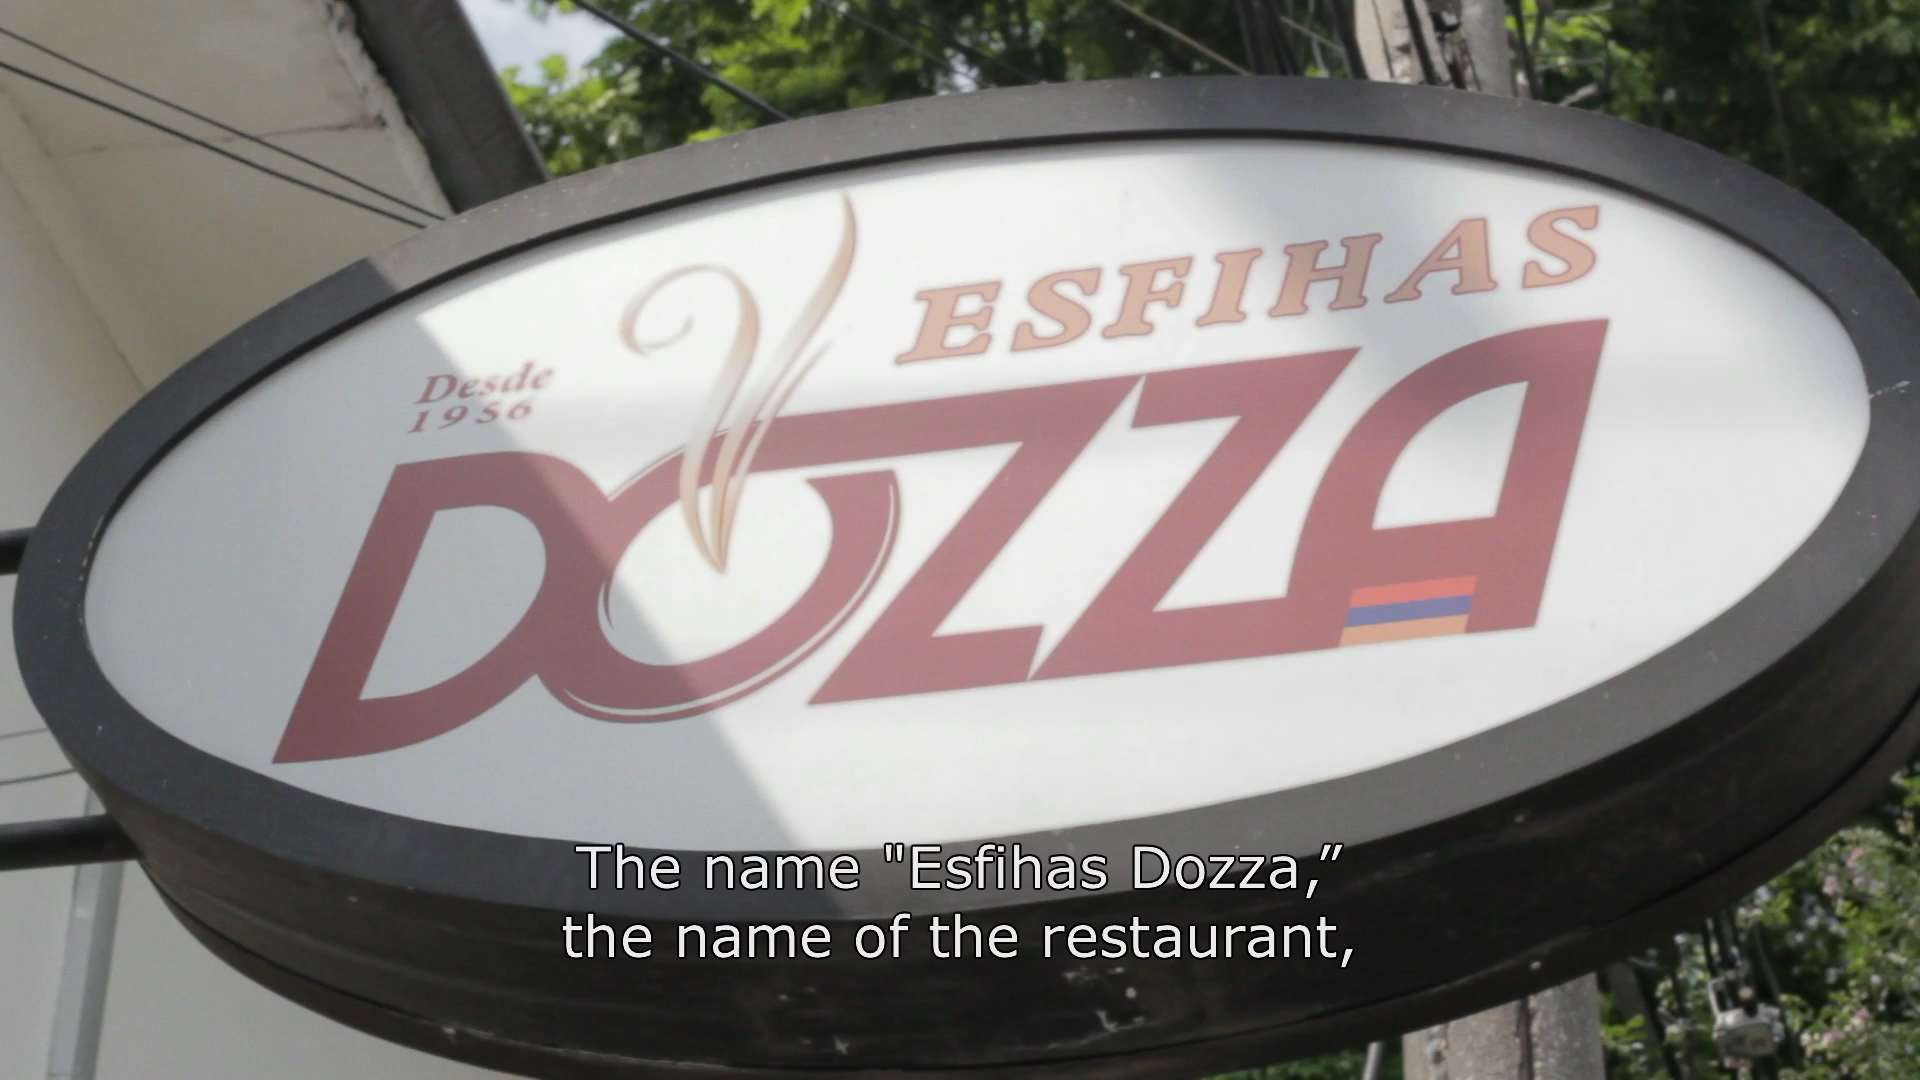 ESFIHAS
Desde
1956
DOZZA
The name "Esfihas Dozza,”
the name of the restaurant,